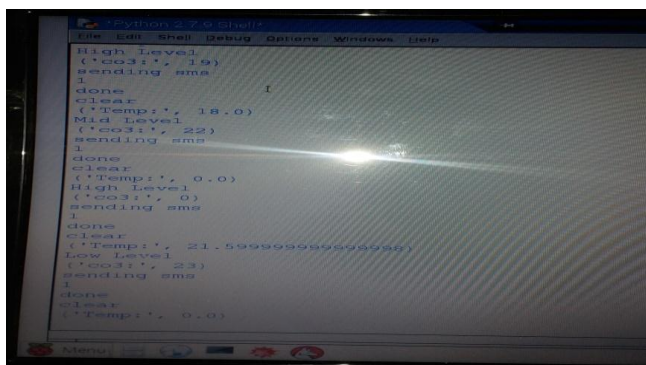 *Python 2.7.9 Shell*
File Edit Shell Debug Options Windows Help
High Level
('co3:', 19)
sending sms
1
done
clear
('Temp:', 18.0)
Mid Level
('co3:', 22)
sending sms
1
done
clear
('Temp:', 0.0)
High Level
('co3:', 0)
sending sms
1
done
clear
('Temp:', 21.599999999999998)
Low Level
('co3:', 23)
sending sms
1
done
clear
('Temp:', 0.0)
Menu